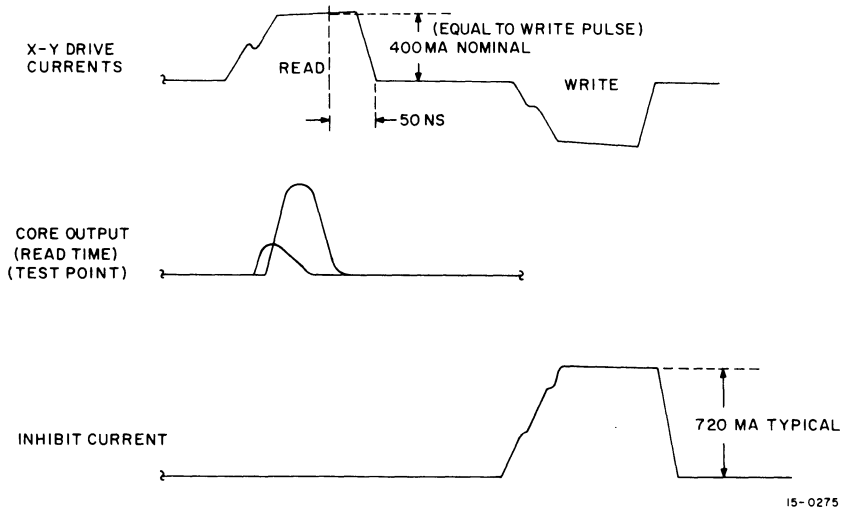 X-Y DRIVE
CURRENTS
READ
(EQUAL TO WRITE PULSE)
400 MA NOMINAL
50 NS
WRITE
CORE OUTPUT
(READ TIME)
(TEST POINT)
INHIBIT CURRENT
720 MA TYPICAL
15-0275